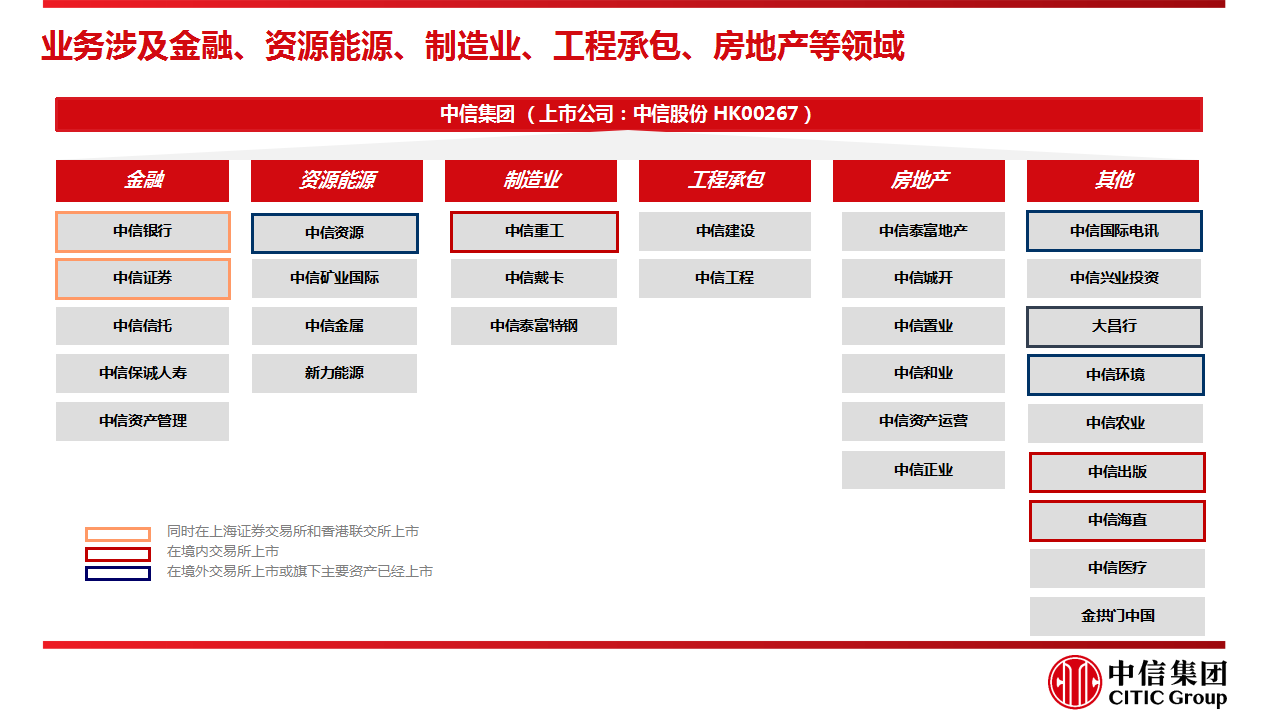 业务涉及金融、资源能源、制造业、工程承包、房地产等领域
中信集团（上市公司：中信股份 HK00267）
金融
中信银行
中信证券
中信信托
中信保诚人寿
中信资产管理
资源能源
中信资源
中信矿业国际
中信金属
新力能源
制造业
中信重工
中信戴卡
中信泰富特钢
工程承包
中信建设
中信工程
房地产
中信泰富地产
中信城开
中信置业
中信和业
中信资产运营
中信正业
其他
中信国际电讯
中信兴业投资
大昌行
中信环境
中信农业
中信出版
中信海直
中信医疗
金拱门中国
同时在上海证券交易所和香港联交所上市
在境内交易所上市
在境外交易所上市或旗下主要资产已经上市
中信集团
CITIC Group